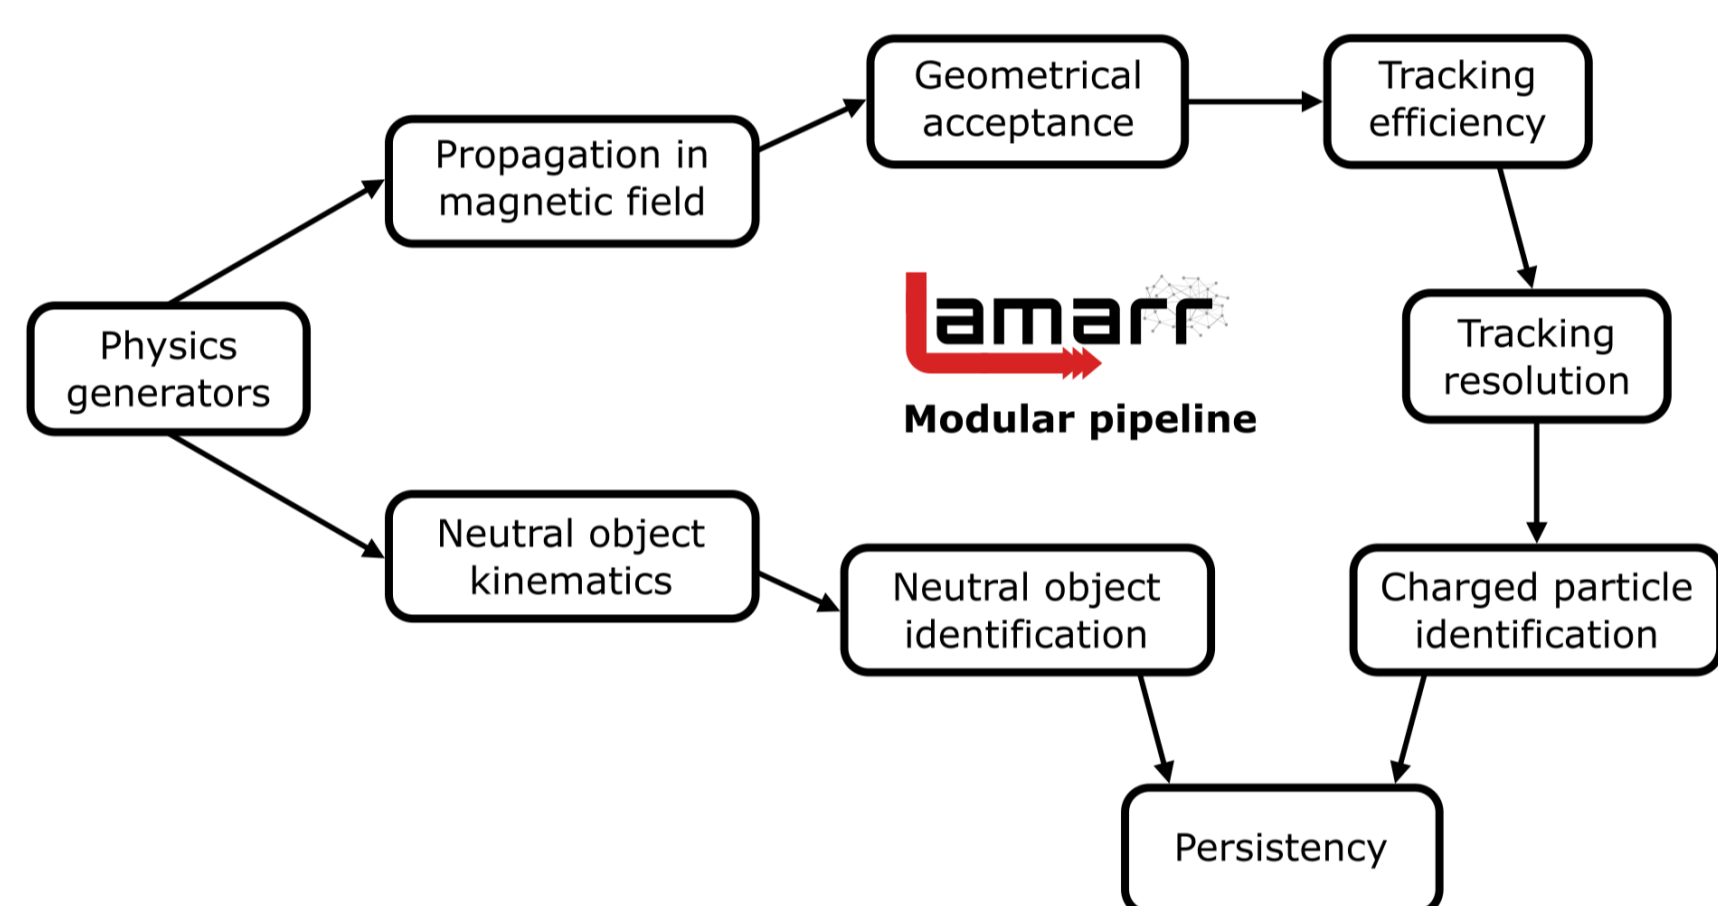 Geometrical
acceptance
Tracking
efficiency
Propagation in
magnetic field
Physics
generators
Lamarr
Modular pipeline
Tracking
resolution
Neutral object
kinematics
Neutral object
identification
Charged particle
identification
Persistency